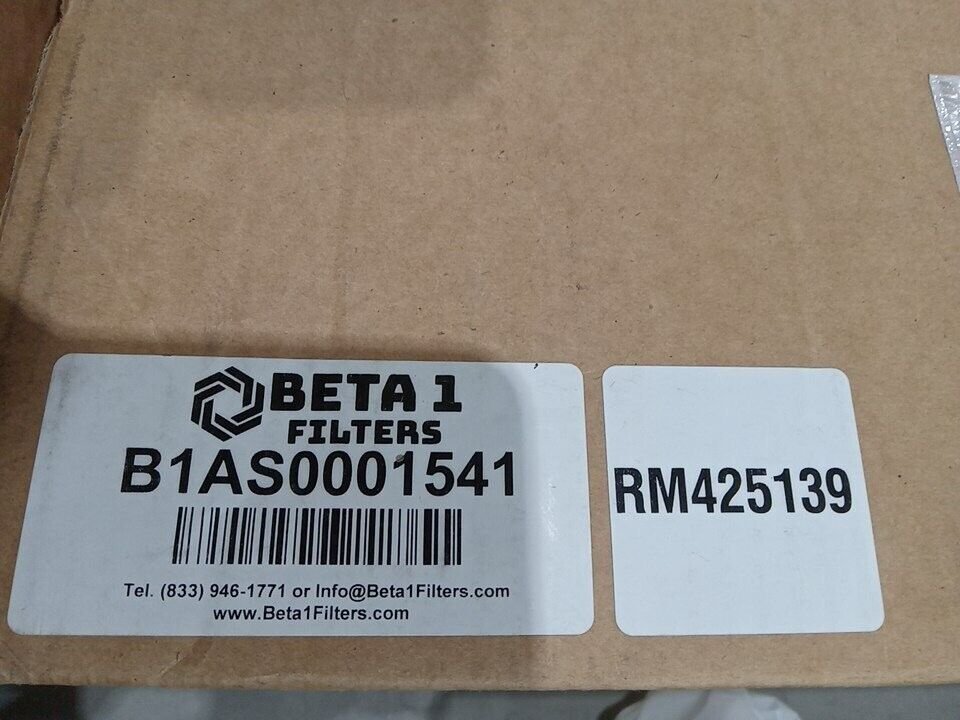 BETA 1
FILTERS
B1AS0001541
Tel. (833) 946-1771 or Info@Beta1Filters.com
www.Beta1Filters.com
RM425139